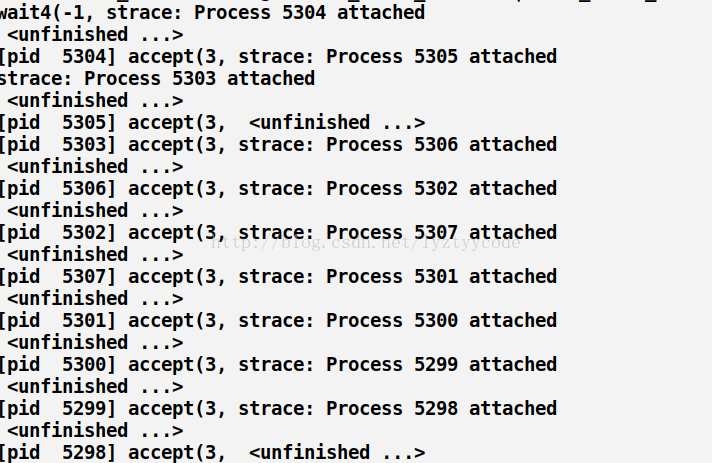 wait4(-1, strace: Process 5304 attached
 <unfinished ...>
[pid  5304] accept(3, strace: Process 5305 attached
strace: Process 5303 attached
 <unfinished ...>
[pid  5305] accept(3,  <unfinished ...>
[pid  5303] accept(3, strace: Process 5306 attached
 <unfinished ...>
[pid  5306] accept(3, strace: Process 5302 attached
 <unfinished ...>
[pid  5302] accept(3, strace: Process 5307 attached
http://blog.csdn.net/lyztyycode
 <unfinished ...>
[pid  5307] accept(3, strace: Process 5301 attached
 <unfinished ...>
[pid  5301] accept(3, strace: Process 5300 attached
 <unfinished ...>
[pid  5300] accept(3, strace: Process 5299 attached
 <unfinished ...>
[pid  5299] accept(3, strace: Process 5298 attached
 <unfinished ...>
[pid  5298] accept(3,  <unfinished ...>